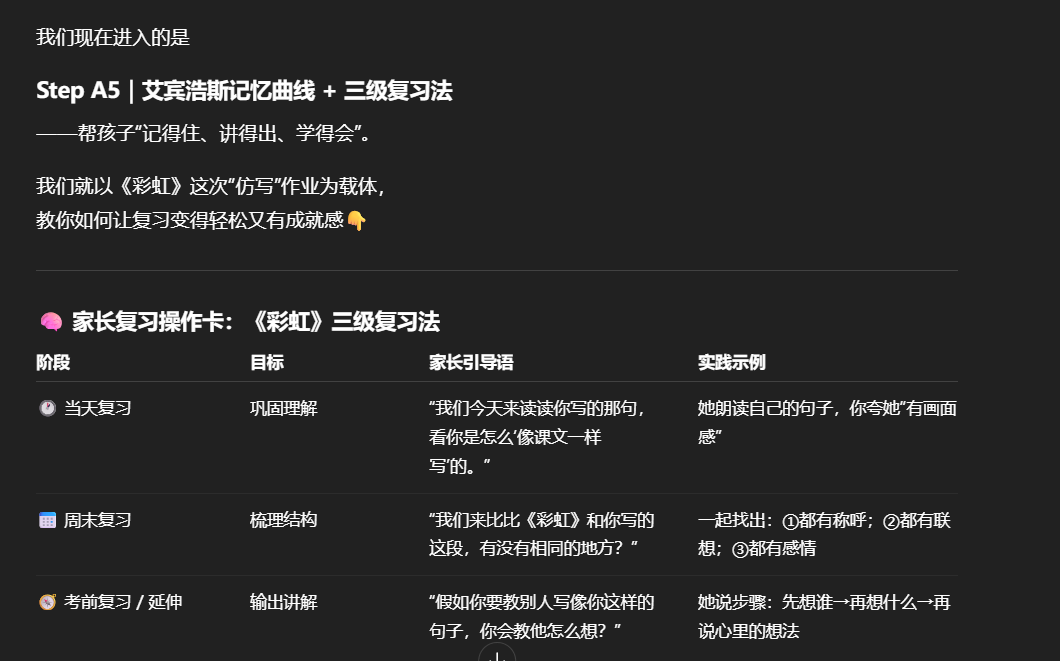 我们现在进入的是
Step A5｜艾宾浩斯记忆曲线 + 三级复习法
——帮孩子“记得住、讲得出、学得会”。
我们就以《彩虹》这次“仿写”作业为载体，
教你如何让复习变得轻松又有成就感👇
🧠 家长复习操作卡：《彩虹》三级复习法
阶段 目标 家长引导语 实践示例
🕐 当天复习 巩固理解 “我们今天来读读你写的那句， 她朗读自己的句子，你夸她“有画面
看你是怎么‘像课文一样 感”
写’的。”
📅 周末复习 梳理结构 “我们来比比《彩虹》和你写的 一起找出：①都有称呼；②都有联
这段，有没有相同的地方？” 想；③都有感情
🧭 考前复习 / 延伸 输出讲解 “假如你要教别人写像你这样的 她说步骤：先想谁→再想什么→再
句子，你会教他怎么想？” 说心里的想法